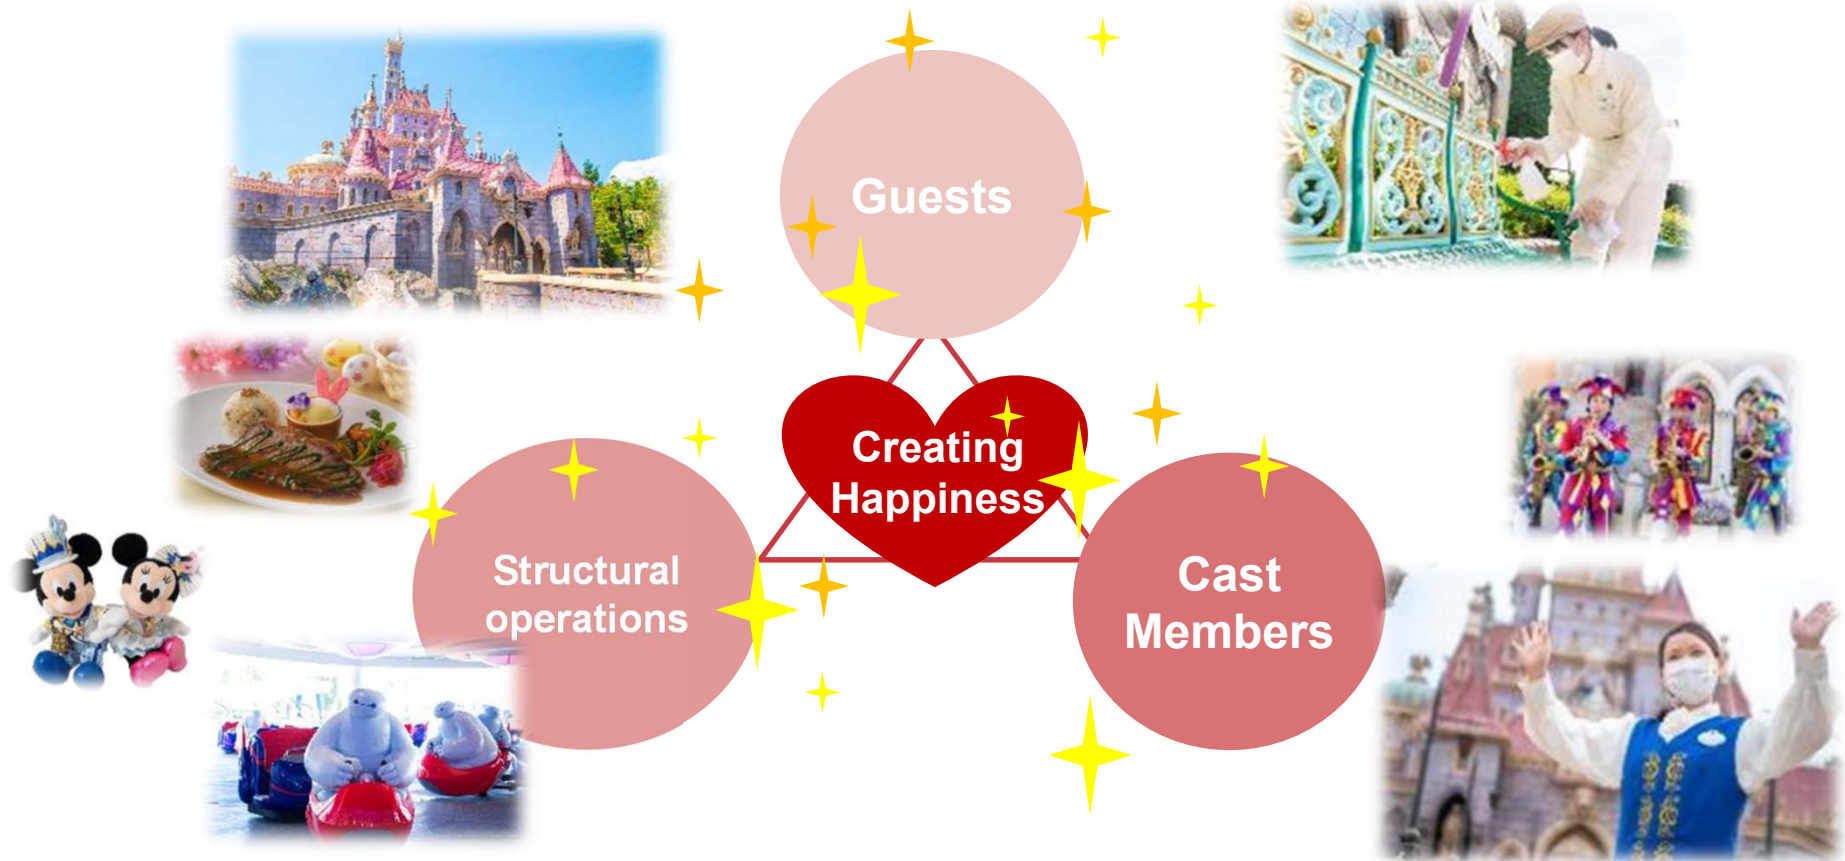 Guests
Creating
Happiness
Structural
operations
Cast
Members